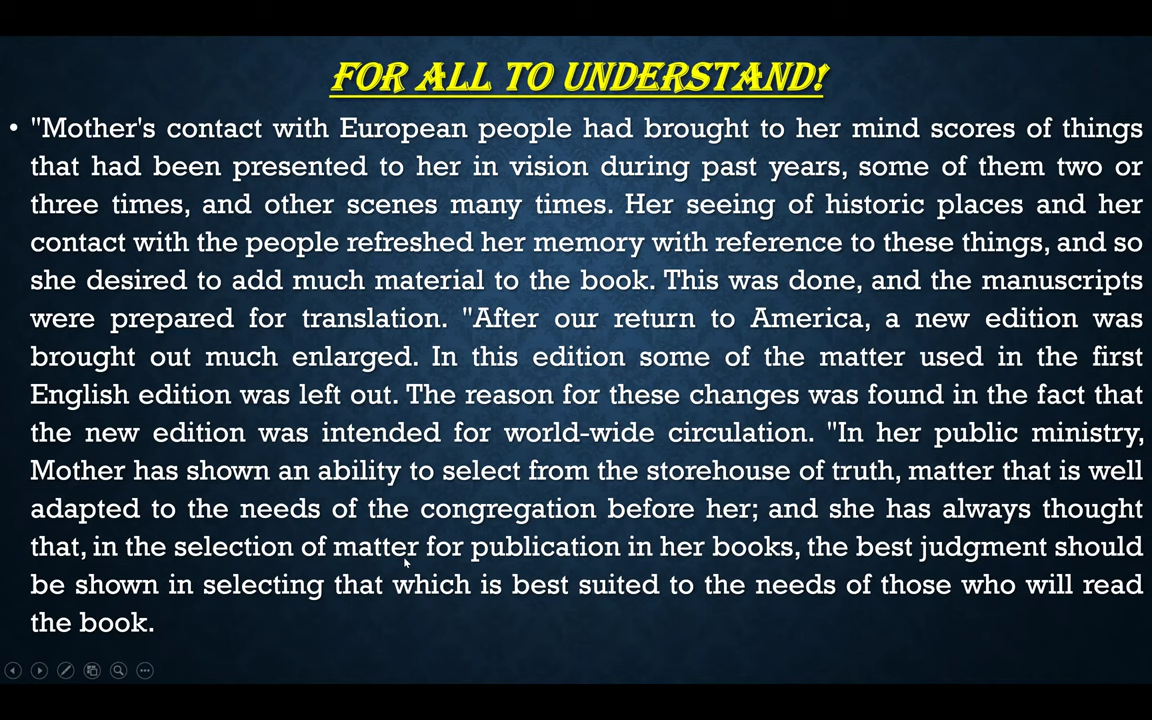 FOR ALL TO UNDERSTAND!
• "Mother's contact with European people had brought to her mind scores of things
that had been presented to her in vision during past years, some of them two or
three times, and other scenes many times. Her seeing of historic places and her
contact with the people refreshed her memory with reference to these things, and so
she desired to add much material to the book. This was done, and the manuscripts
were prepared for translation. "After our return to America, a new edition was
brought out much enlarged. In this edition some of the matter used in the first
English edition was left out. The reason for these changes was found in the fact that
the new edition was intended for world-wide circulation. "In her public ministry,
Mother has shown an ability to select from the storehouse of truth, matter that is well
adapted to the needs of the congregation before her; and she has always thought
that, in the selection of matter for publication in her books, the best judgment should
be shown in selecting that which is best suited to the needs of those who will read
the book.